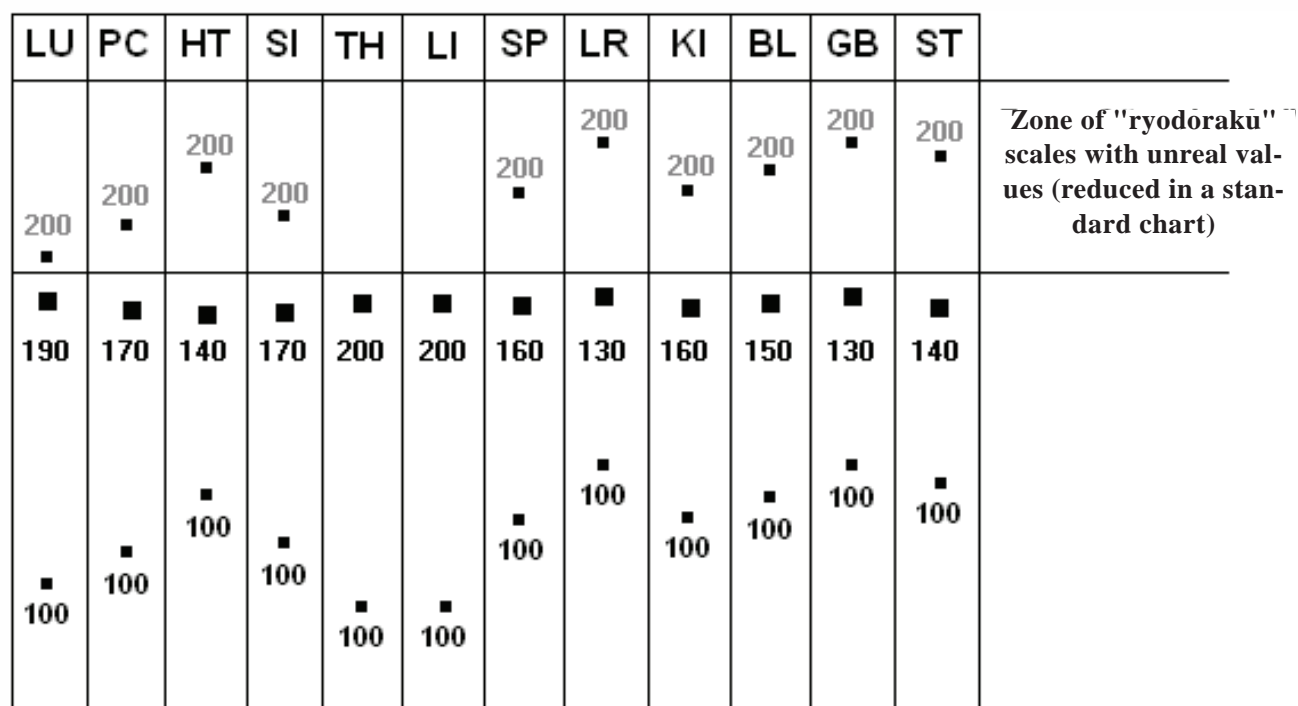 LU PC HT SI TH LI SP LR KI BL GB ST
200 200 200 200 200 200 200 200 200 200
Zone of "ryodoraku"
scales with unreal val-
ues (reduced in a stan-
dard chart)
190 170 140 170 200 200 160 130 160 150 130 140
100 100 100 100 100 100 100 100 100 100 100 100